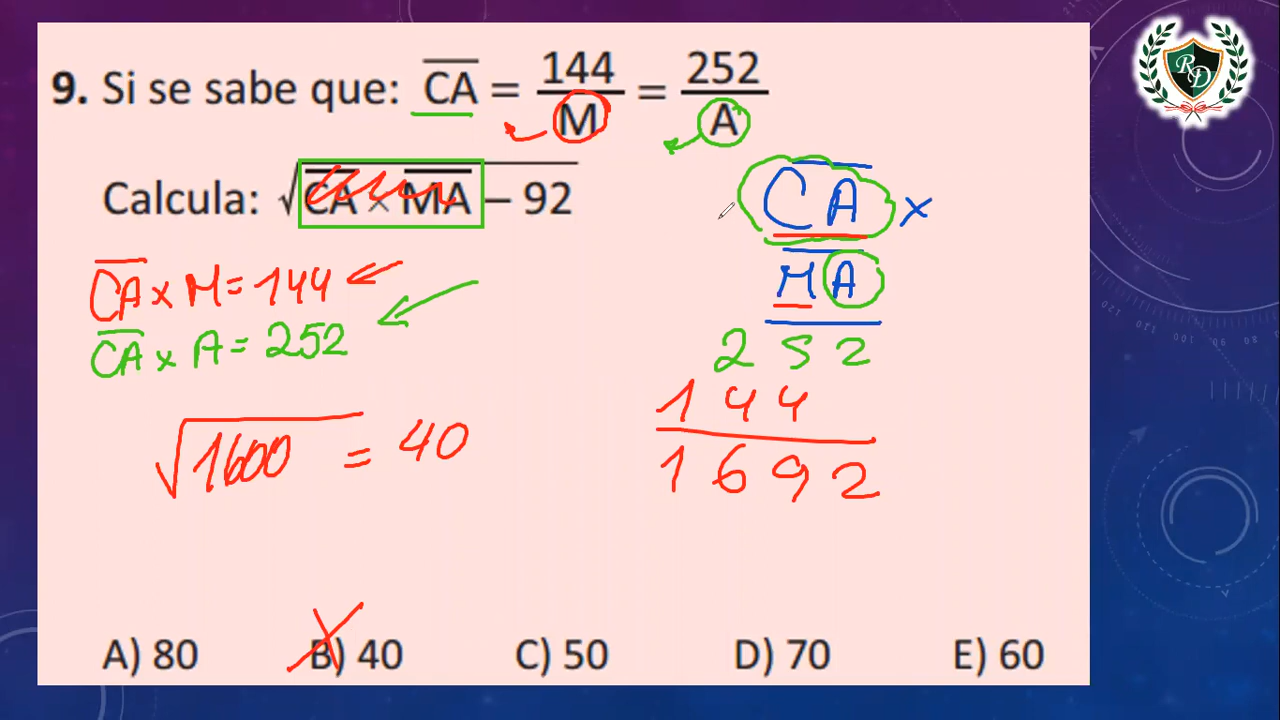 9. Si se sabe que: CA = 144/M = 252/A
Calcula: √CA × MA – 92
CA x M = 144
CA x A = 252
√1600 = 40
CA x
MA
252
144
1692
A) 80 B) 40 C) 50 D) 70 E) 60
RD